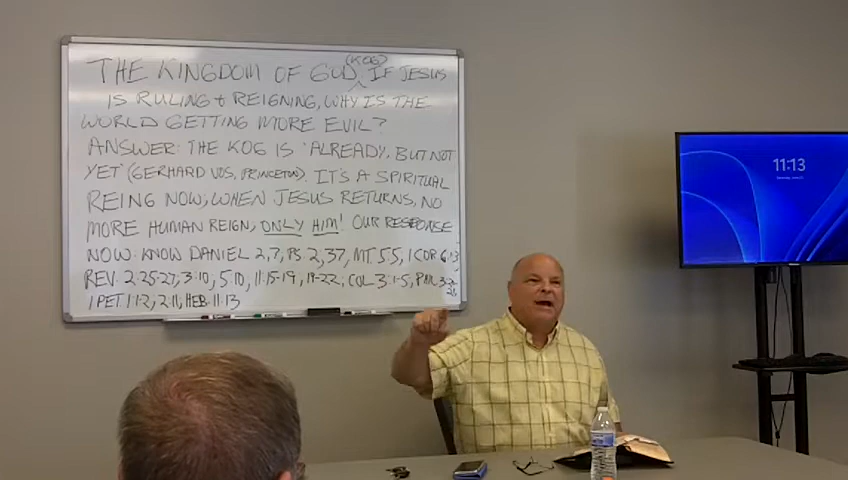 (KOG)
THE KINGDOM OF GOD, IF JESUS
IS RULING + REIGNING, WHY IS THE
WORLD GETTING MORE EVIL?
ANSWER: THE KOG IS 'ALREADY, BUT NOT
YET' (GERHARD VOS, PRINCETON). IT'S A SPIRITUAL
REING NOW; WHEN JESUS RETURNS, NO
MORE HUMAN REIGN, ONLY HIM! OUR RESPONSE
NOW: KNOW DANIEL 2,7, PS. 2,37, MT. 5:5, 1 COR 6:13,
REV. 2:25-27, 3:10, 5:10, 11:15-19, 19-22; COL 3:1-5, PHIL 3:20
1 PET. 1:1-2, 2:11, HEB. 11:13
11:13